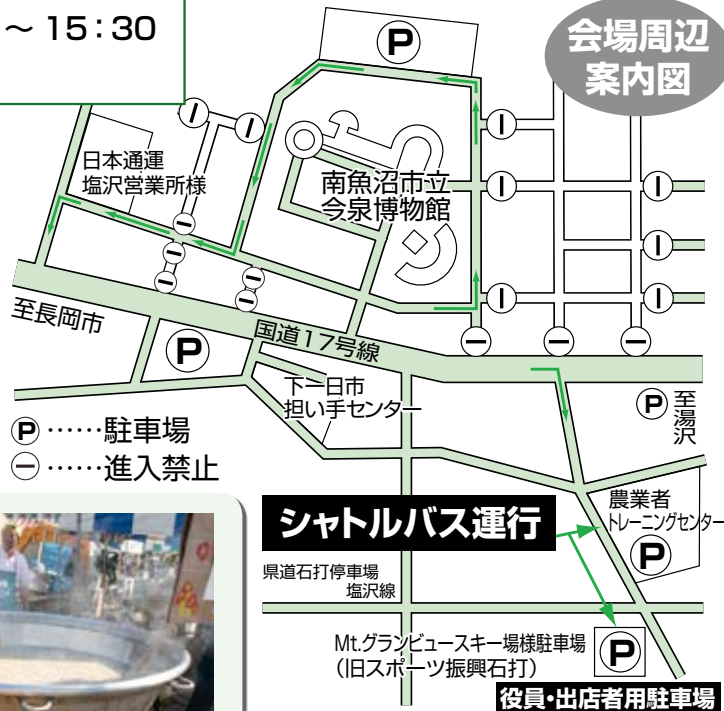 ～ 15：30
会場周辺
案内図
P
日本通運
塩沢営業所様
南魚沼市立
今泉博物館
至長岡市
国道17号線
P
下一日市
担い手センター
P
至湯沢
P……駐車場
……進入禁止
シャトルバス運行
農業者
トレーニングセンター
P
県道石打停車場
塩沢線
Mt.グランビュースキー場様駐車場
（旧スポーツ振興石打）
P
役員・出店者用駐車場